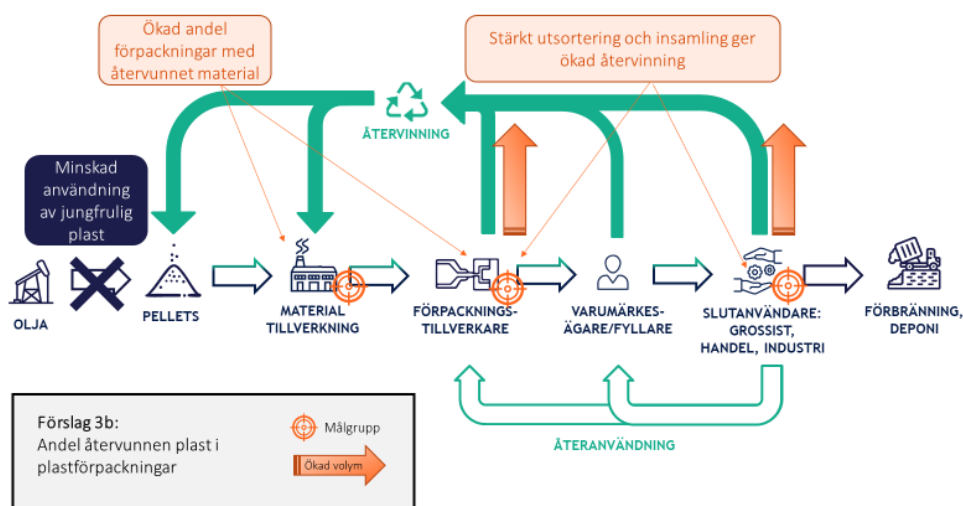 Ökad andel
förpackningar med
återvunnet material
Stärkt utsortering och insamling ger
ökad återvinning
ÅTERVINNING
Minskad
användning
av jungfrulig
plast
OLJA
PELLETS
MATERIAL
TILLVERKNING
FÖRPACKNINGS-
TILLVERKARE
VARUMÄRKES-
ÄGARE/FYLLARE
SLUTANVÄNDARE:
GROSSIST,
HANDEL, INDUSTRI
FÖRBRÄNNING,
DEPONI
ÅTERANVÄNDNING
Förslag 3b:
Andel återvunnen plast i
plastförpackningar
Målgrupp
Ökad volym